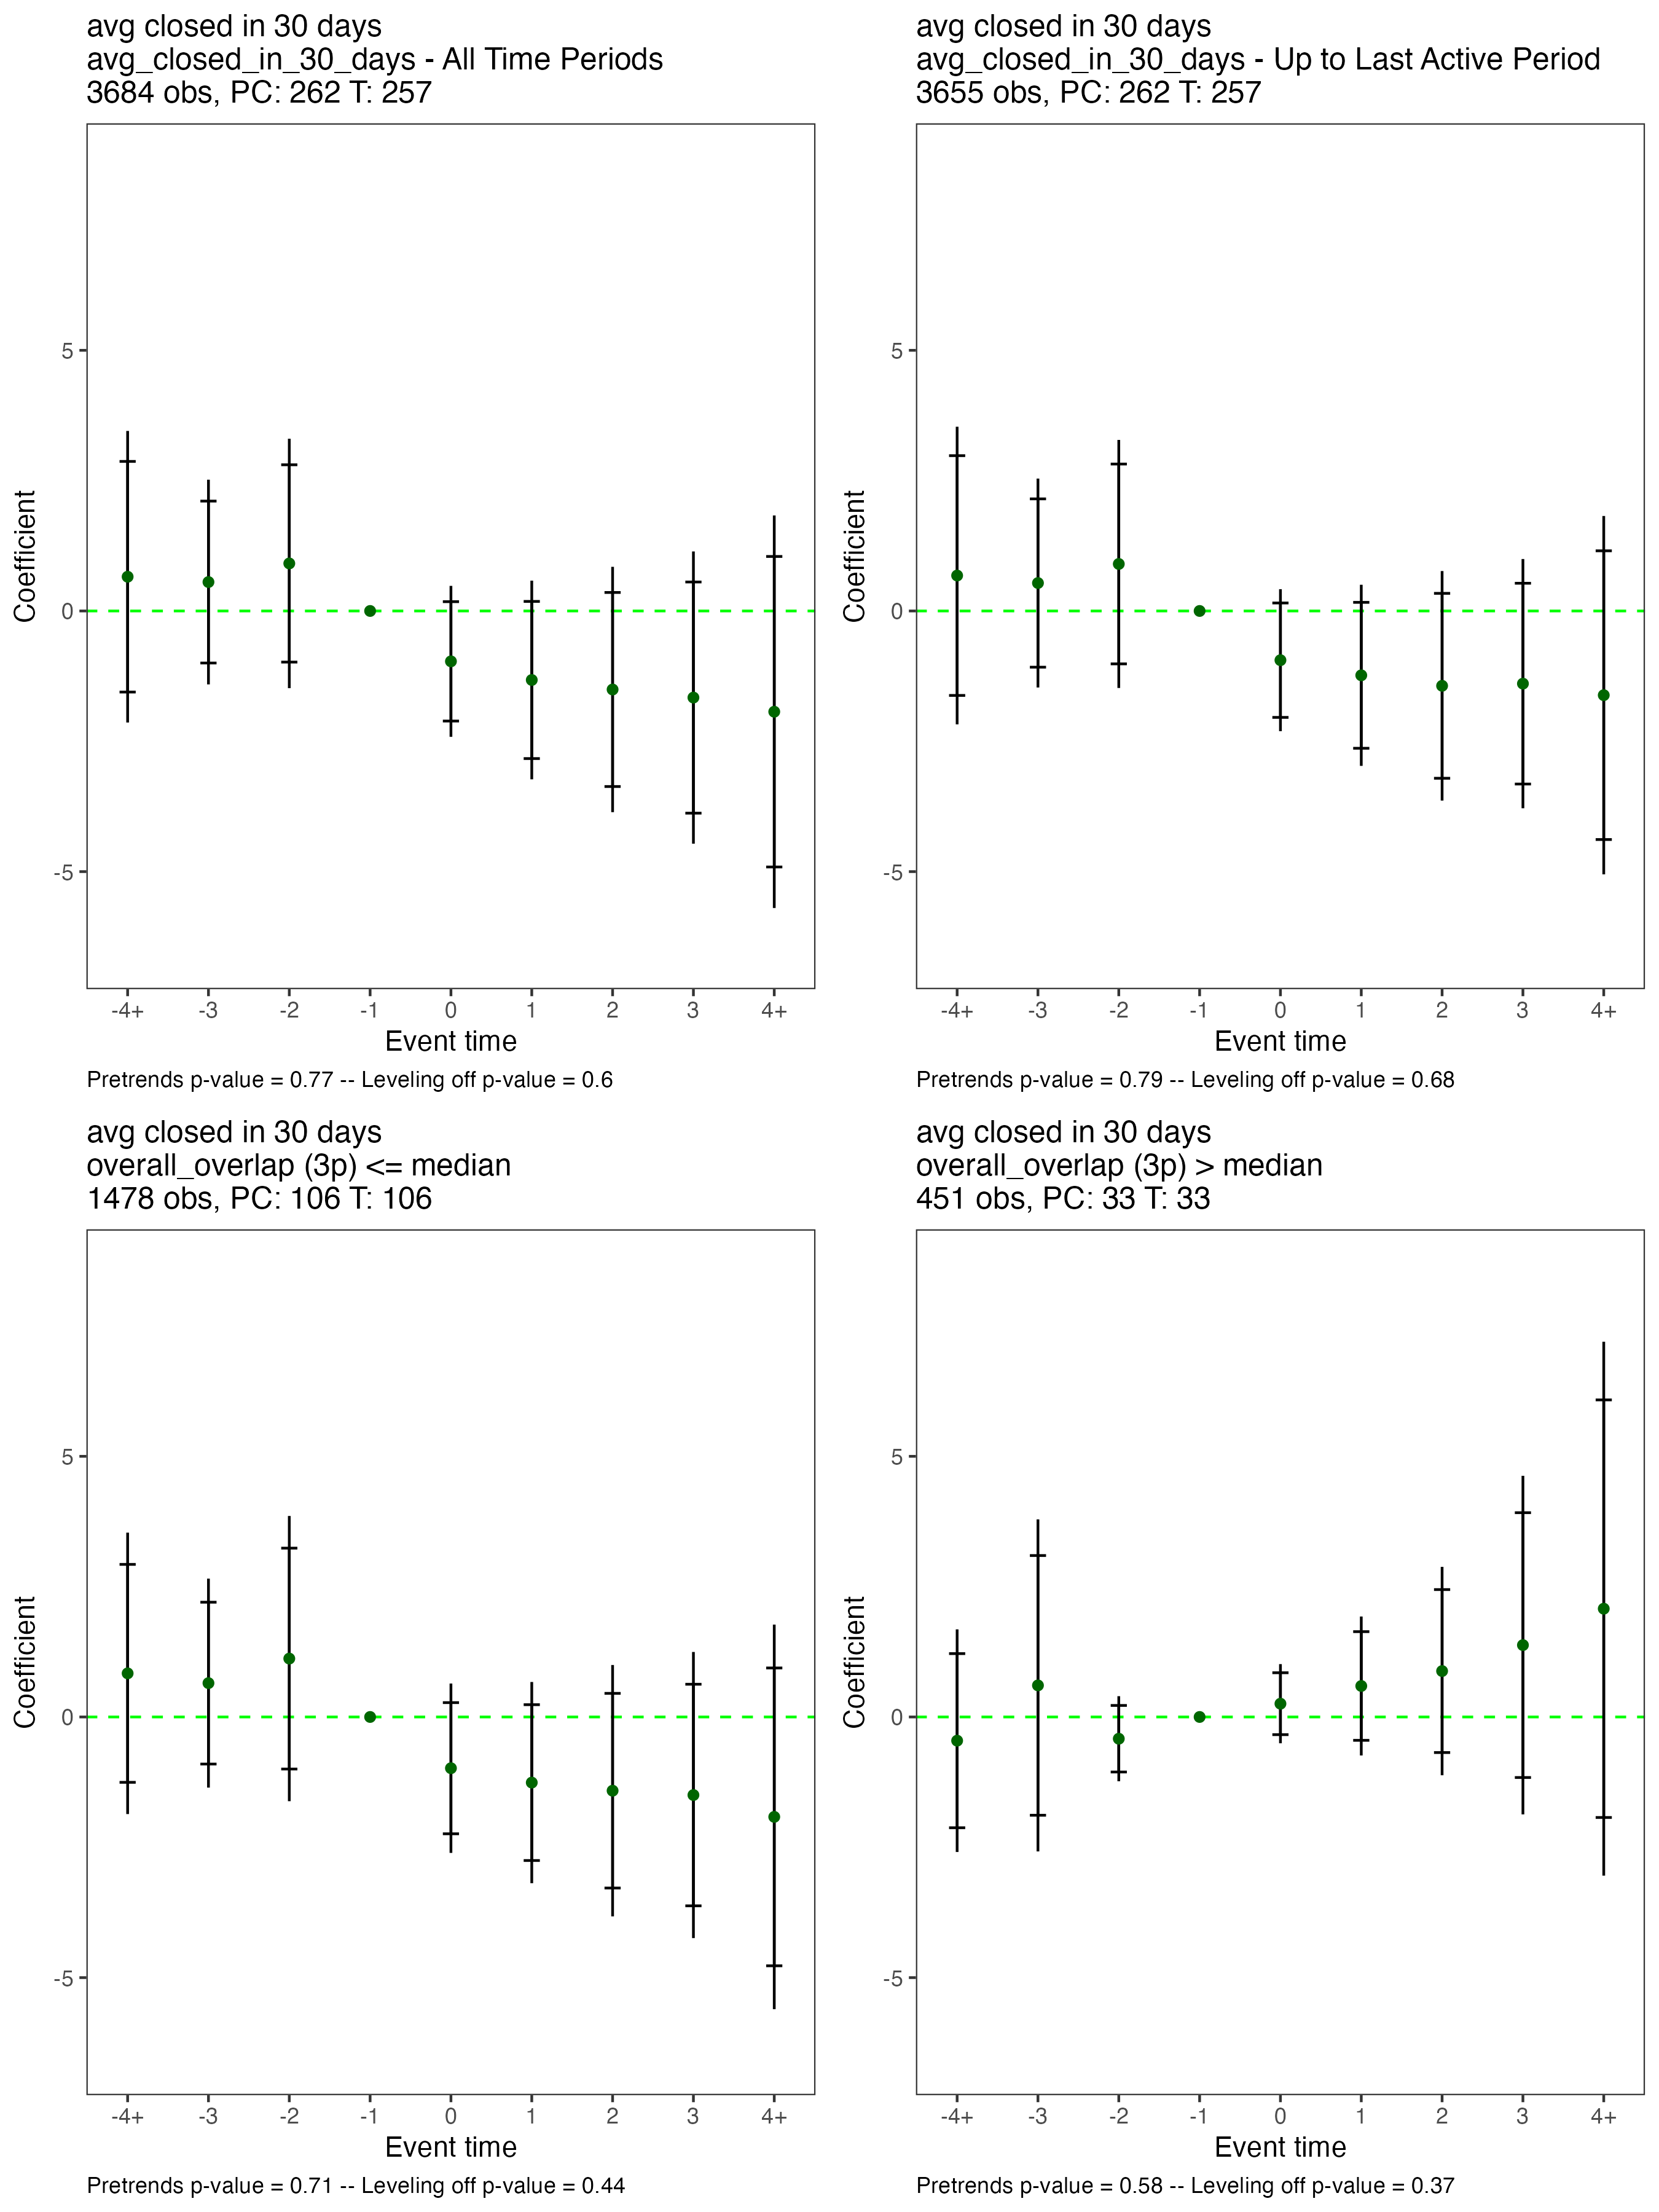 avg closed in 30 days
avg_closed_in_30_days - All Time Periods
3684 obs, PC: 262 T: 257
Coefficient
5
0
-5
-4+ -3 -2 -1 0 1 2 3 4+
Event time
Pretrends p-value = 0.77 -- Leveling off p-value = 0.6
avg closed in 30 days
avg_closed_in_30_days - Up to Last Active Period
3655 obs, PC: 262 T: 257
Coefficient
5
0
-5
-4+ -3 -2 -1 0 1 2 3 4+
Event time
Pretrends p-value = 0.79 -- Leveling off p-value = 0.68
avg closed in 30 days
overall_overlap (3p) <= median
1478 obs, PC: 106 T: 106
Coefficient
5
0
-5
-4+ -3 -2 -1 0 1 2 3 4+
Event time
Pretrends p-value = 0.71 -- Leveling off p-value = 0.44
avg closed in 30 days
overall_overlap (3p) > median
451 obs, PC: 33 T: 33
Coefficient
5
0
-5
-4+ -3 -2 -1 0 1 2 3 4+
Event time
Pretrends p-value = 0.58 -- Leveling off p-value = 0.37